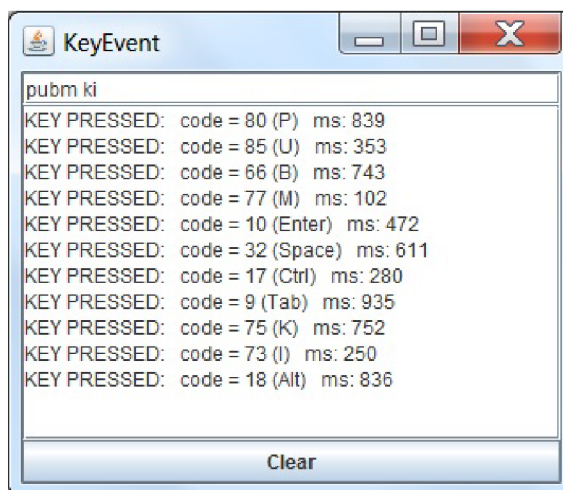 KeyEvent
pubm ki
KEY PRESSED: code = 80 (P) ms: 839
KEY PRESSED: code = 85 (U) ms: 353
KEY PRESSED: code = 66 (B) ms: 743
KEY PRESSED: code = 77 (M) ms: 102
KEY PRESSED: code = 10 (Enter) ms: 472
KEY PRESSED: code = 32 (Space) ms: 611
KEY PRESSED: code = 17 (Ctrl) ms: 280
KEY PRESSED: code = 9 (Tab) ms: 935
KEY PRESSED: code = 75 (K) ms: 752
KEY PRESSED: code = 73 (I) ms: 250
KEY PRESSED: code = 18 (Alt) ms: 836
Clear